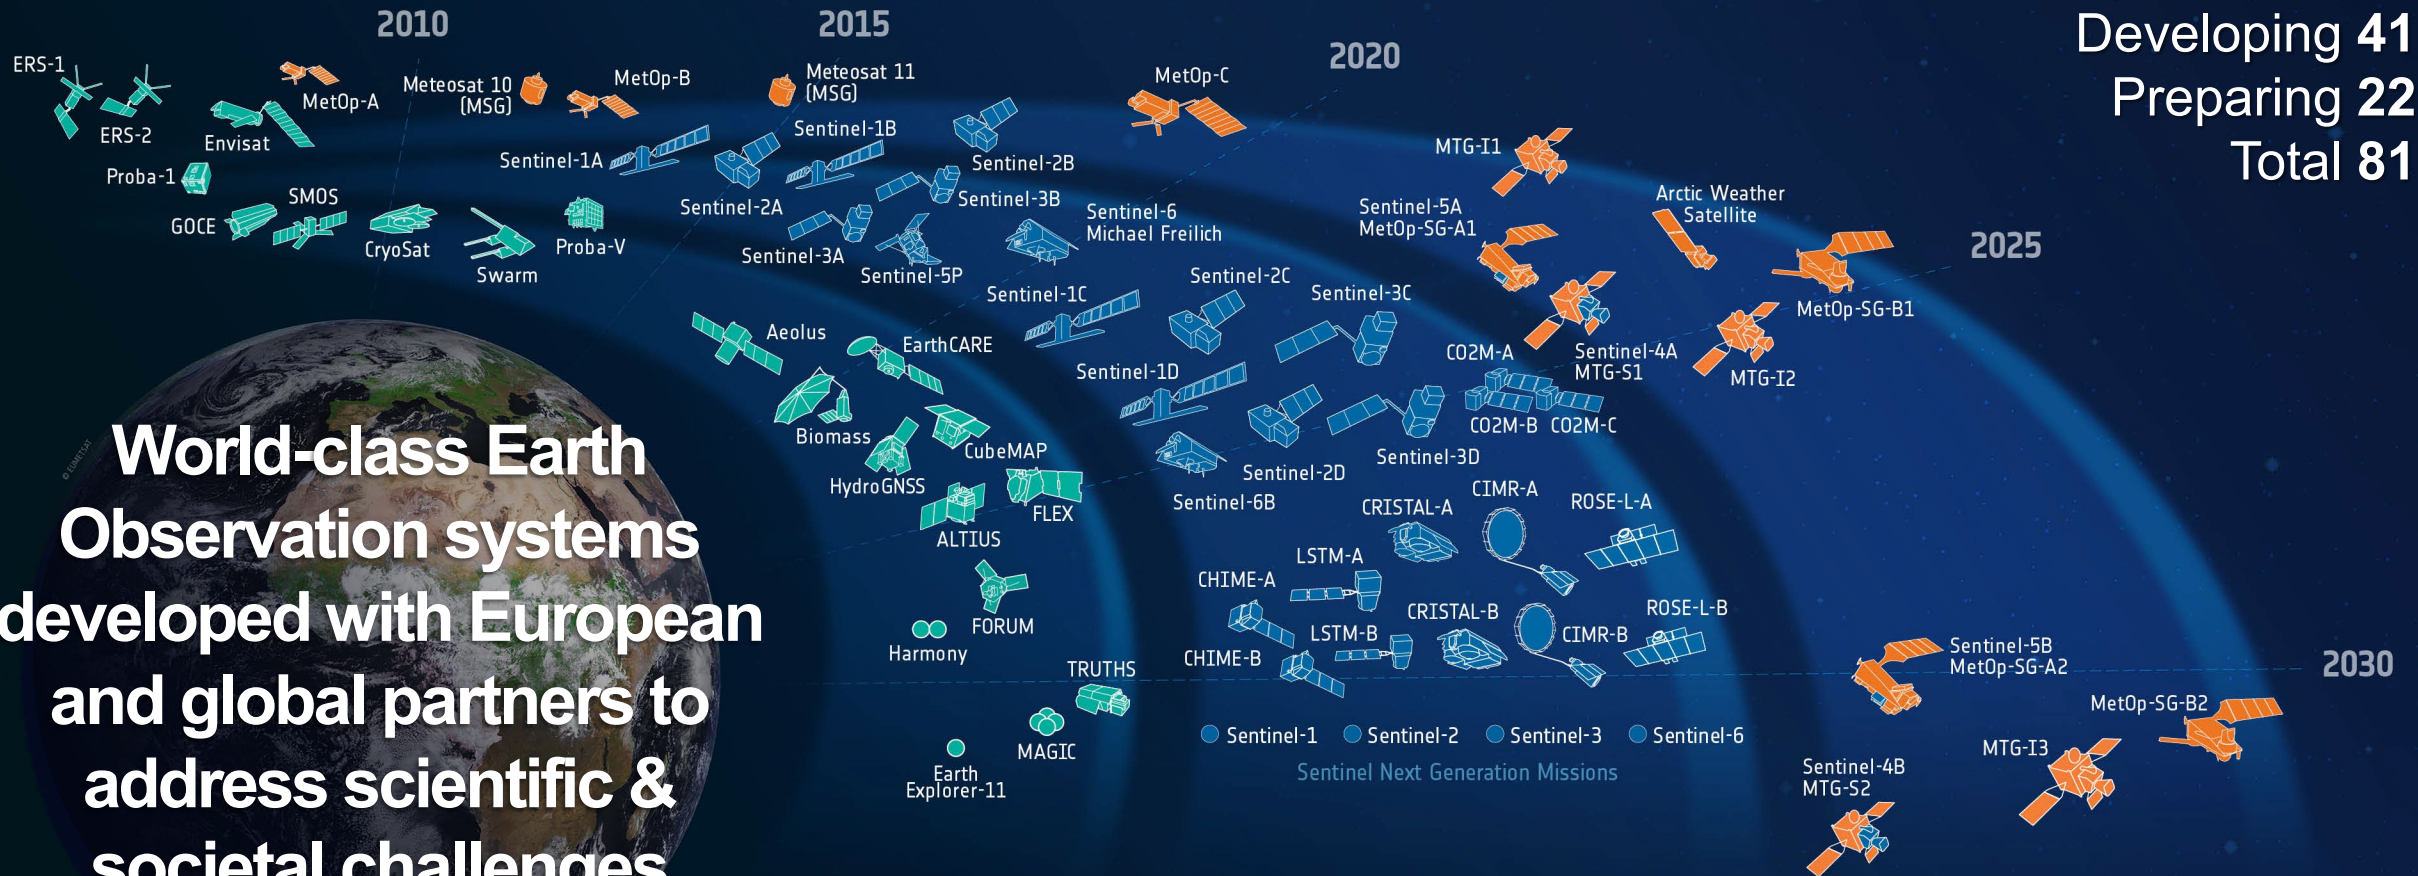 2010
2015
2020
2025
2030
Developing 41
Preparing 22
Total 81
ERS-1
ERS-2
MetOp-A
Envisat
Meteosat 10
(MSG)
MetOp-B
Meteosat 11
(MSG)
MetOp-C
Proba-1
GOCE
SMOS
CryoSat
Swarm
Proba-V
Sentinel-1A
Sentinel-2A
Sentinel-1B
Sentinel-2B
Sentinel-3B
Sentinel-3A
Sentinel-5P
Sentinel-6
Michael Freilich
MTG-I1
Sentinel-5A
MetOp-SG-A1
Arctic Weather
Satellite
MetOp-SG-B1
Sentinel-4A
MTG-S1
MTG-I2
Sentinel-1C
Sentinel-2C
Sentinel-3C
Sentinel-1D
Sentinel-2D
Sentinel-3D
Sentinel-6B
CO2M-A
CO2M-B
CO2M-C
Aeolus
EarthCARE
Biomass
CubeMAP
HydroGNSS
FLEX
ALTIUS
FORUM
Harmony
TRUTHS
MAGIC
Earth
Explorer-11
CRISTAL-A
CIMR-A
ROSE-L-A
LSTM-A
CHIME-A
CRISTAL-B
CIMR-B
ROSE-L-B
LSTM-B
CHIME-B
Sentinel-1
Sentinel-2
Sentinel-3
Sentinel-6
Sentinel Next Generation Missions
Sentinel-5B
MetOp-SG-A2
MetOp-SG-B2
MTG-I3
Sentinel-4B
MTG-S2
© EUMETSAT
World-class Earth
Observation systems
developed with European
and global partners to
address scientific &
societal challenges